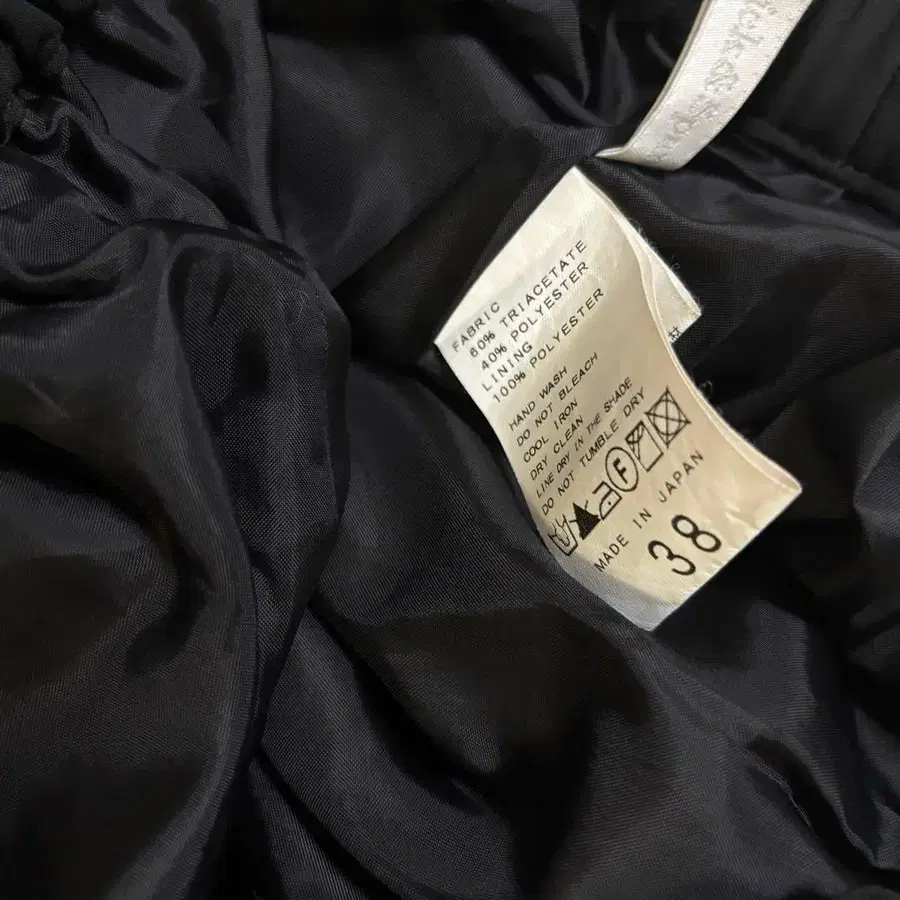 FABRIC
60% TRIACETATE
40% POLYESTER
LINING
100% POLYESTER
HAND WASH
DO NOT BLEACH
COOL IRON
DRY CLEAN
LINE DRY IN THE SHADE
DO NOT TUMBLE DRY
F
MADE IN JAPAN
38